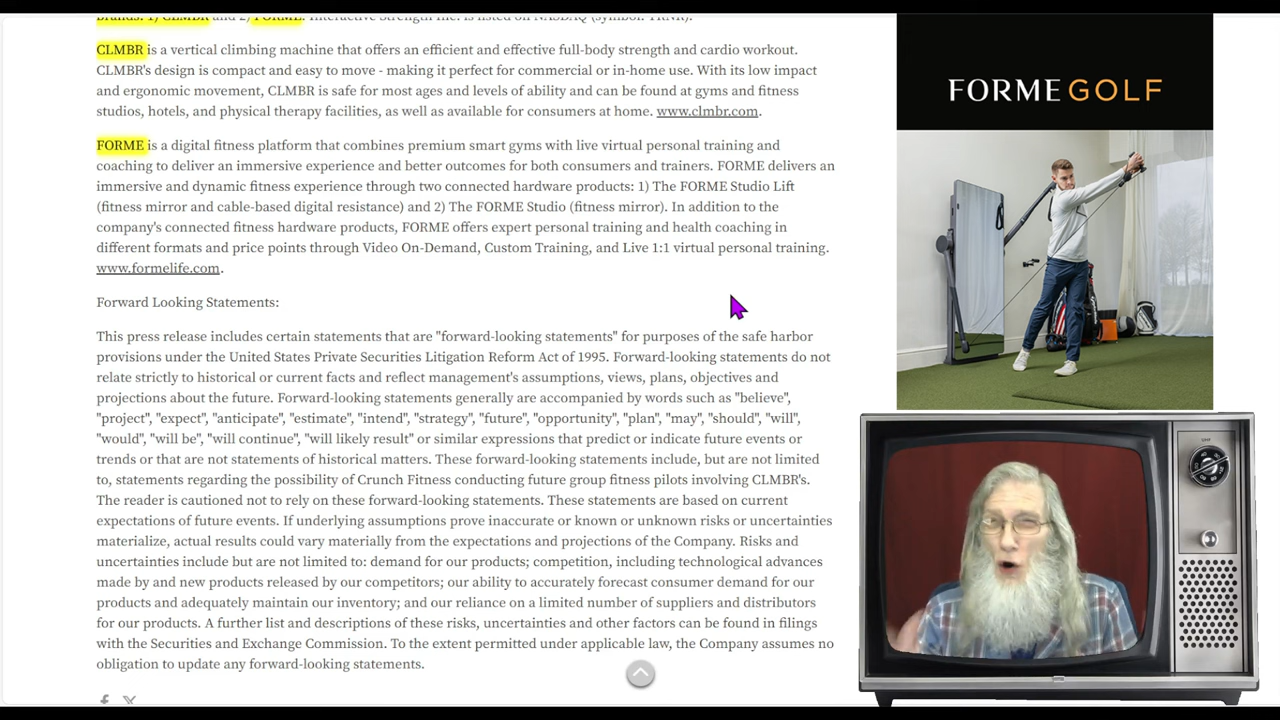 brands: 1) CLMBR and 2) FORME. Interactive Strength Inc. is listed on NASDAQ (symbol: TRNR).
CLMBR is a vertical climbing machine that offers an efficient and effective full-body strength and cardio workout.
CLMBR's design is compact and easy to move - making it perfect for commercial or in-home use. With its low impact
and ergonomic movement, CLMBR is safe for most ages and levels of ability and can be found at gyms and fitness
studios, hotels, and physical therapy facilities, as well as available for consumers at home. www.clmbr.com.
FORME is a digital fitness platform that combines premium smart gyms with live virtual personal training and
coaching to deliver an immersive experience and better outcomes for both consumers and trainers. FORME delivers an
immersive and dynamic fitness experience through two connected hardware products: 1) The FORME Studio Lift
(fitness mirror and cable-based digital resistance) and 2) The FORME Studio (fitness mirror). In addition to the
company's connected fitness hardware products, FORME offers expert personal training and health coaching in
different formats and price points through Video On-Demand, Custom Training, and Live 1:1 virtual personal training.
www.formelife.com.
Forward Looking Statements:
This press release includes certain statements that are "forward-looking statements" for purposes of the safe harbor
provisions under the United States Private Securities Litigation Reform Act of 1995. Forward-looking statements do not
relate strictly to historical or current facts and reflect management's assumptions, views, plans, objectives and
projections about the future. Forward-looking statements generally are accompanied by words such as "believe",
"project", "expect", "anticipate", "estimate", "intend", "strategy", "future", "opportunity", "plan", "may", "should", "will",
"would", "will be", "will continue", "will likely result" or similar expressions that predict or indicate future events or
trends or that are not statements of historical matters. These forward-looking statements include, but are not limited
to, statements regarding the possibility of Crunch Fitness conducting future group fitness pilots involving CLMBR's.
The reader is cautioned not to rely on these forward-looking statements. These statements are based on current
expectations of future events. If underlying assumptions prove inaccurate or known or unknown risks or uncertainties
materialize, actual results could vary materially from the expectations and projections of the Company. Risks and
uncertainties include but are not limited to: demand for our products; competition, including technological advances
made by and new products released by our competitors; our ability to accurately forecast consumer demand for our
products and adequately maintain our inventory; and our reliance on a limited number of suppliers and distributors
for our products. A further list and descriptions of these risks, uncertainties and other factors can be found in filings
with the Securities and Exchange Commission. To the extent permitted under applicable law, the Company assumes no
obligation to update any forward-looking statements.
FORME GOLF